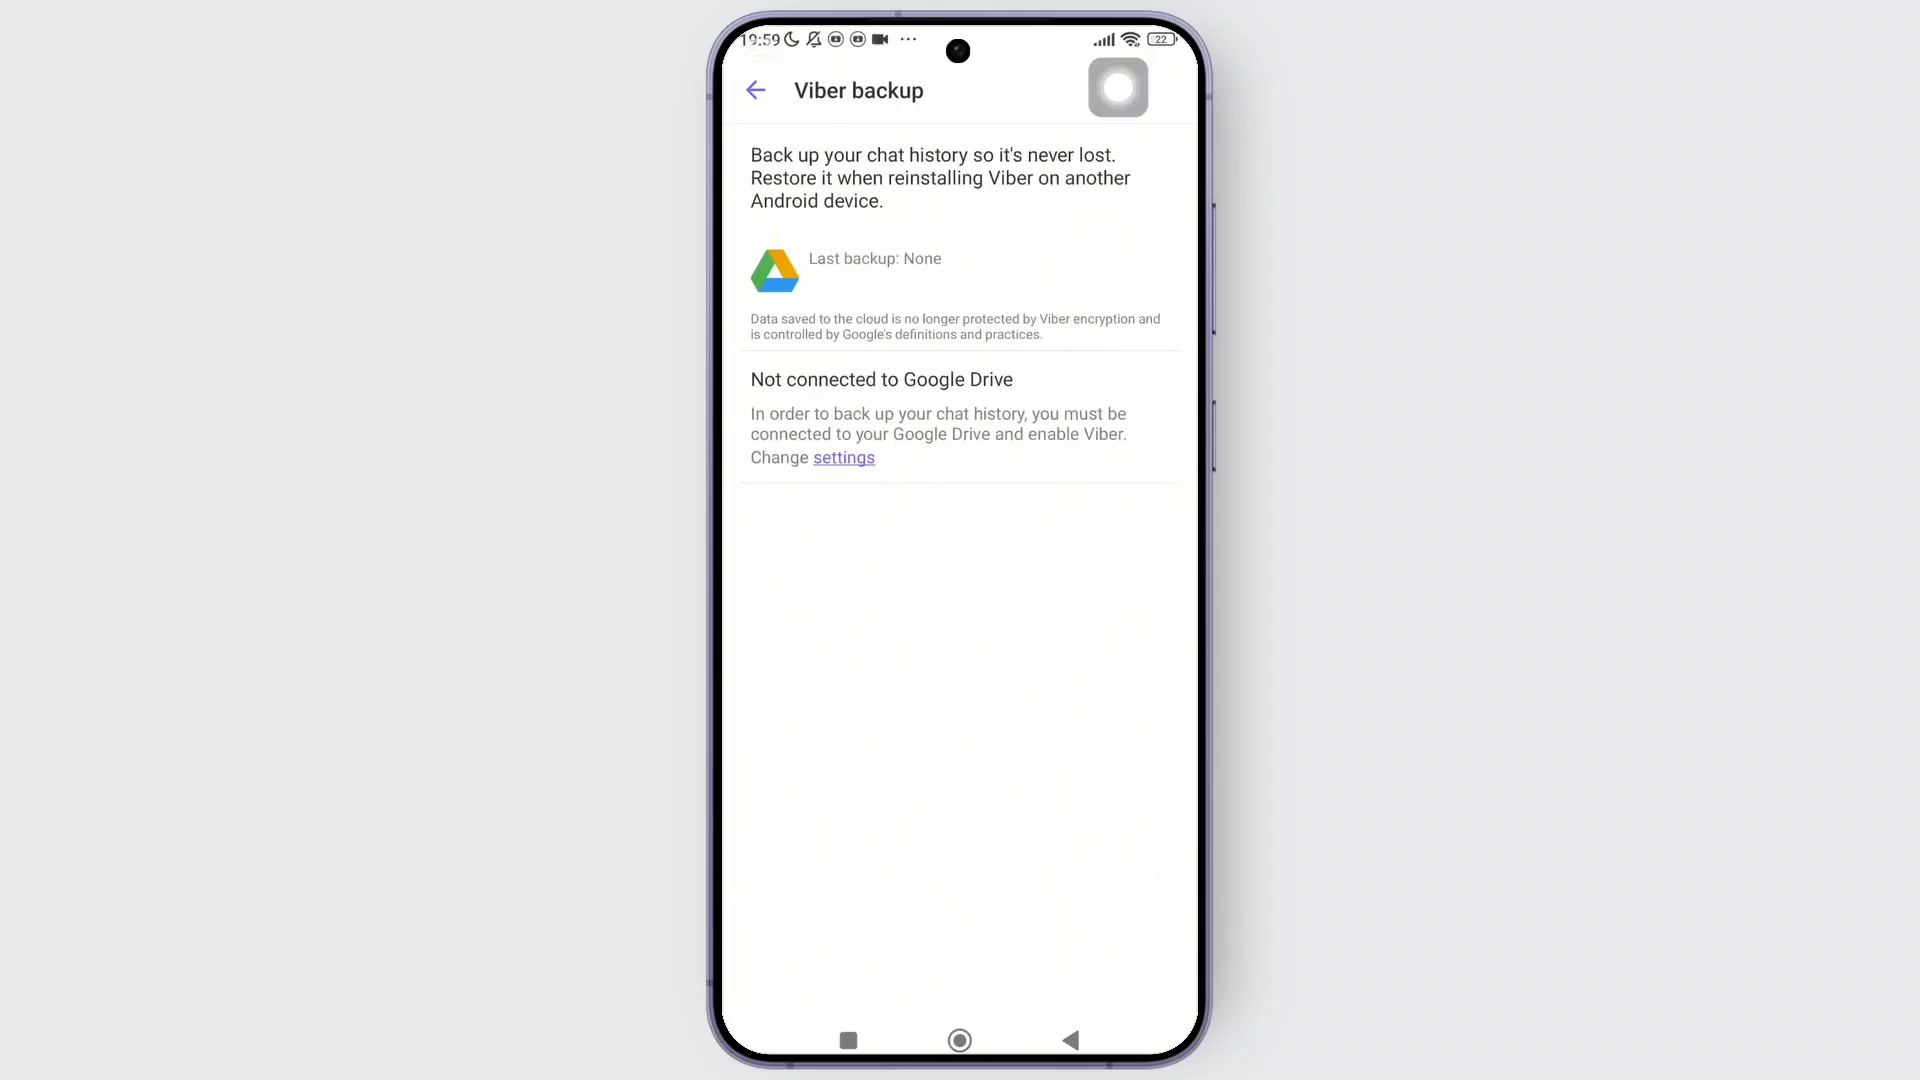 19:59
22
Viber backup
Back up your chat history so it's never lost.
Restore it when reinstalling Viber on another
Android device.
Last backup: None
Data saved to the cloud is no longer protected by Viber encryption and
is controlled by Google's definitions and practices.
Not connected to Google Drive
In order to back up your chat history, you must be
connected to your Google Drive and enable Viber.
Change settings